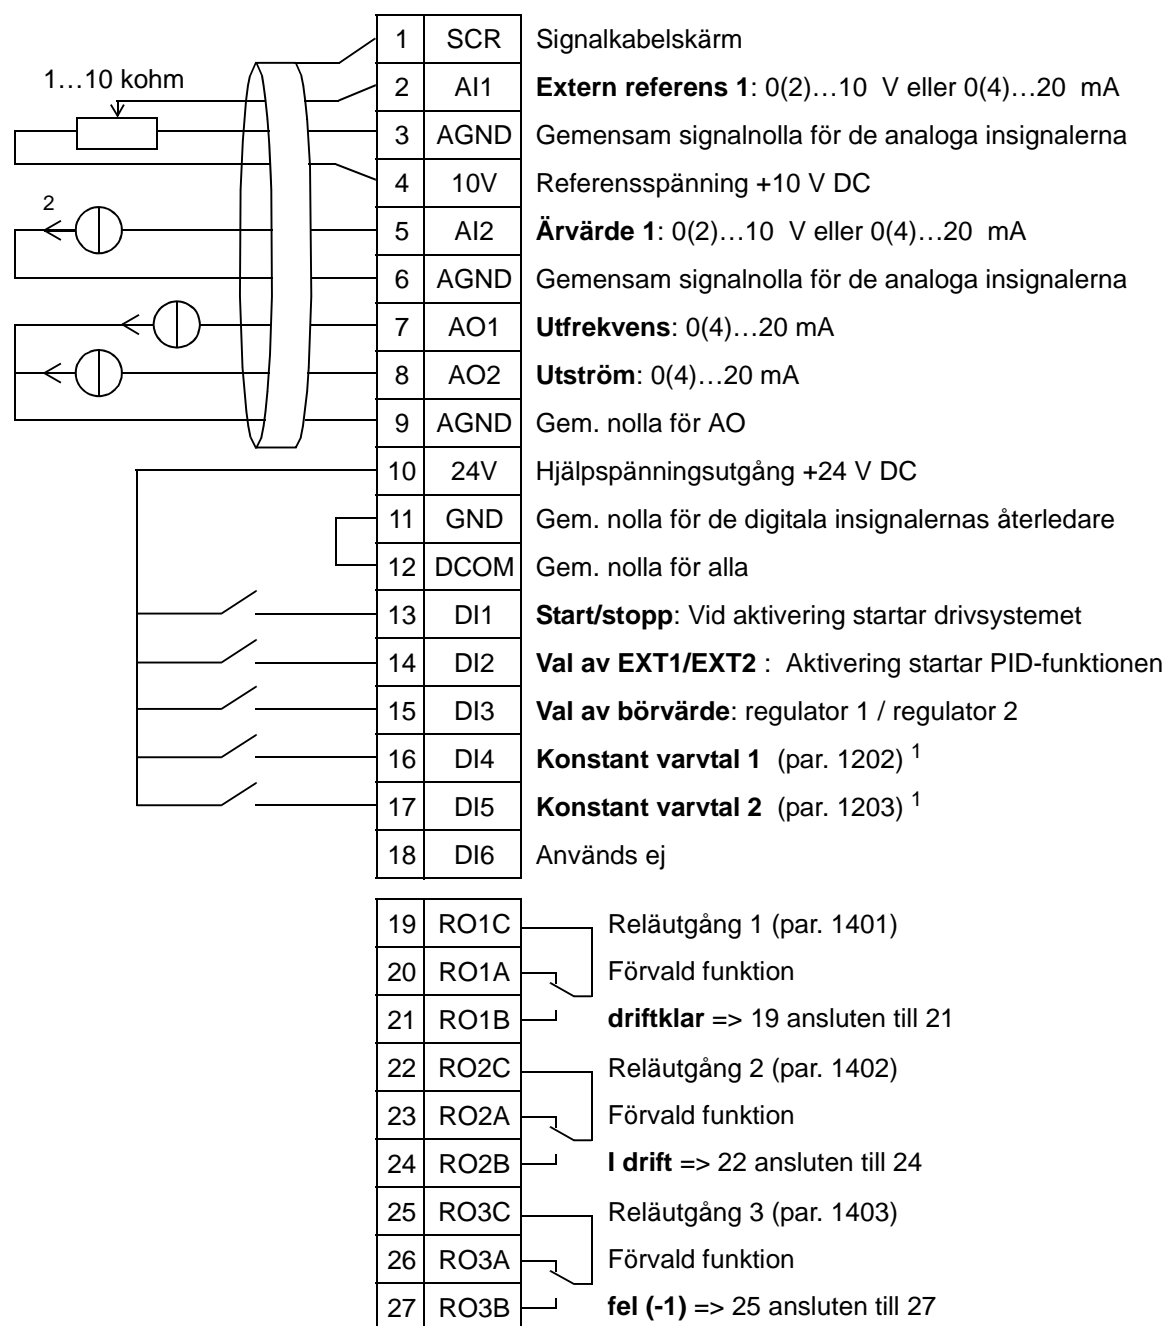 1 SCR Signalkabelskärm
1…10 kohm
2 AI1 Extern referens 1: 0(2)…10 V eller 0(4)…20 mA
3 AGND Gemensam signalnolla för de analoga insignalerna
4 10V Referensspänning +10 V DC
2
5 AI2 Ärvärde 1: 0(2)…10 V eller 0(4)…20 mA
6 AGND Gemensam signalnolla för de analoga insignalerna
7 AO1 Utfrekvens: 0(4)…20 mA
8 AO2 Utström: 0(4)…20 mA
9 AGND Gem. nolla för AO
10 24V Hjälpspänningsutgång +24 V DC
11 GND Gem. nolla för de digitala insignalernas återledare
12 DCOM Gem. nolla för alla
13 DI1 Start/stopp: Vid aktivering startar drivsystemet
14 DI2 Val av EXT1/EXT2 : Aktivering startar PID-funktionen
15 DI3 Val av börvärde: regulator 1 / regulator 2
16 DI4 Konstant varvtal 1 (par. 1202) 1
17 DI5 Konstant varvtal 2 (par. 1203) 1
18 DI6 Används ej
19 RO1C Reläutgång 1 (par. 1401)
20 RO1A Förvald funktion
21 RO1B driftklar => 19 ansluten till 21
22 RO2C Reläutgång 2 (par. 1402)
23 RO2A Förvald funktion
24 RO2B I drift => 22 ansluten till 24
25 RO3C Reläutgång 3 (par. 1403)
26 RO3A Förvald funktion
27 RO3B fel (-1) => 25 ansluten till 27